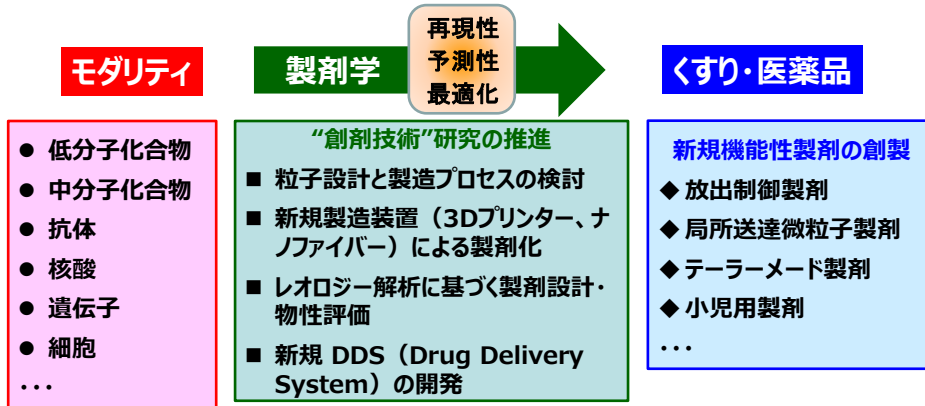 モダリティ
製剤学
再現性
予測性
最適化
くすり・医薬品
● 低分子化合物
● 中分子化合物
● 抗体
● 核酸
● 遺伝子
● 細胞
・・・
“創剤技術”研究の推進
■ 粒子設計と製造プロセスの検討
■ 新規製造装置（3Dプリンター、ナ
ノファイバー）による製剤化
■ レオロジー解析に基づく製剤設計・
物性評価
■ 新規 DDS（Drug Delivery
System）の開発
新規機能性製剤の創製
◆ 放出制御製剤
◆ 局所送達微粒子製剤
◆ テーラーメード製剤
◆ 小児用製剤
・・・